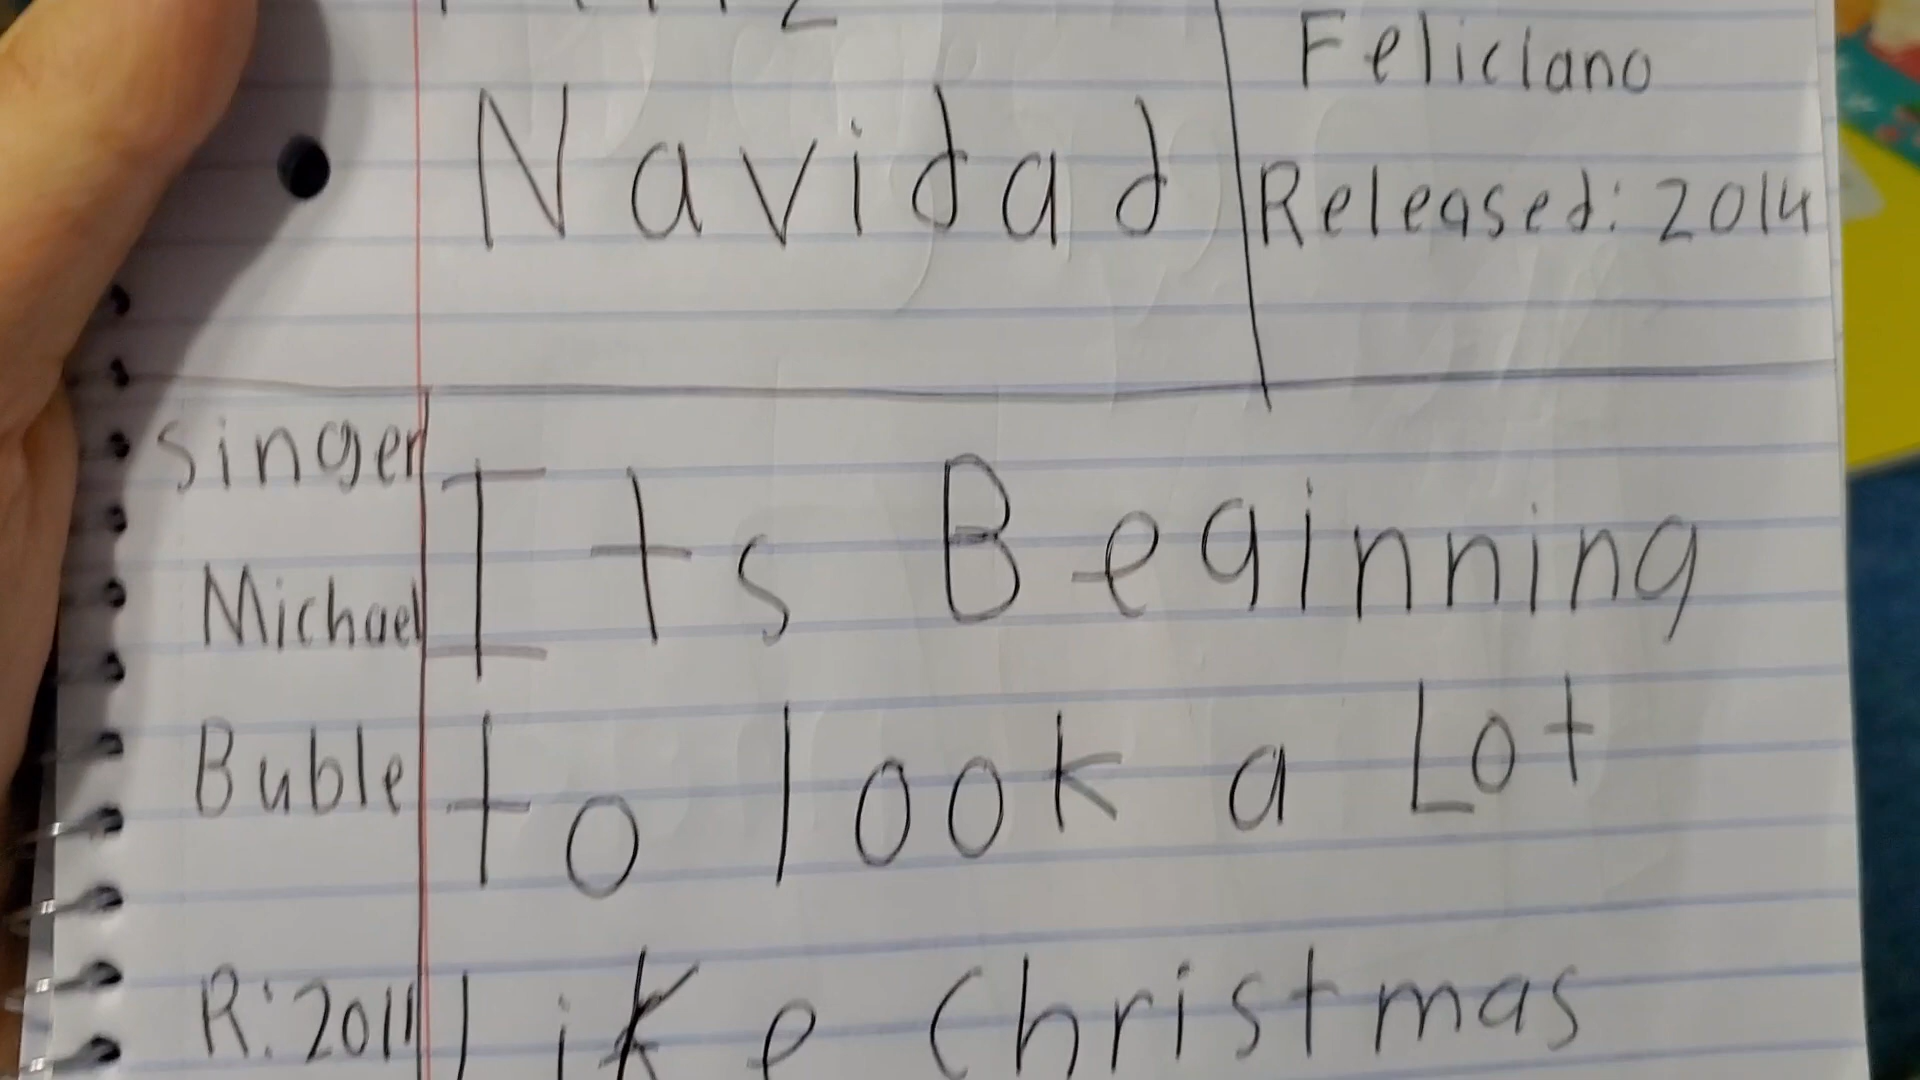 Feliciano
Navidad
Released: 2014
Singer
Michael
Buble
R: 2011
Its Beginning
to look a Lot
like Christmas